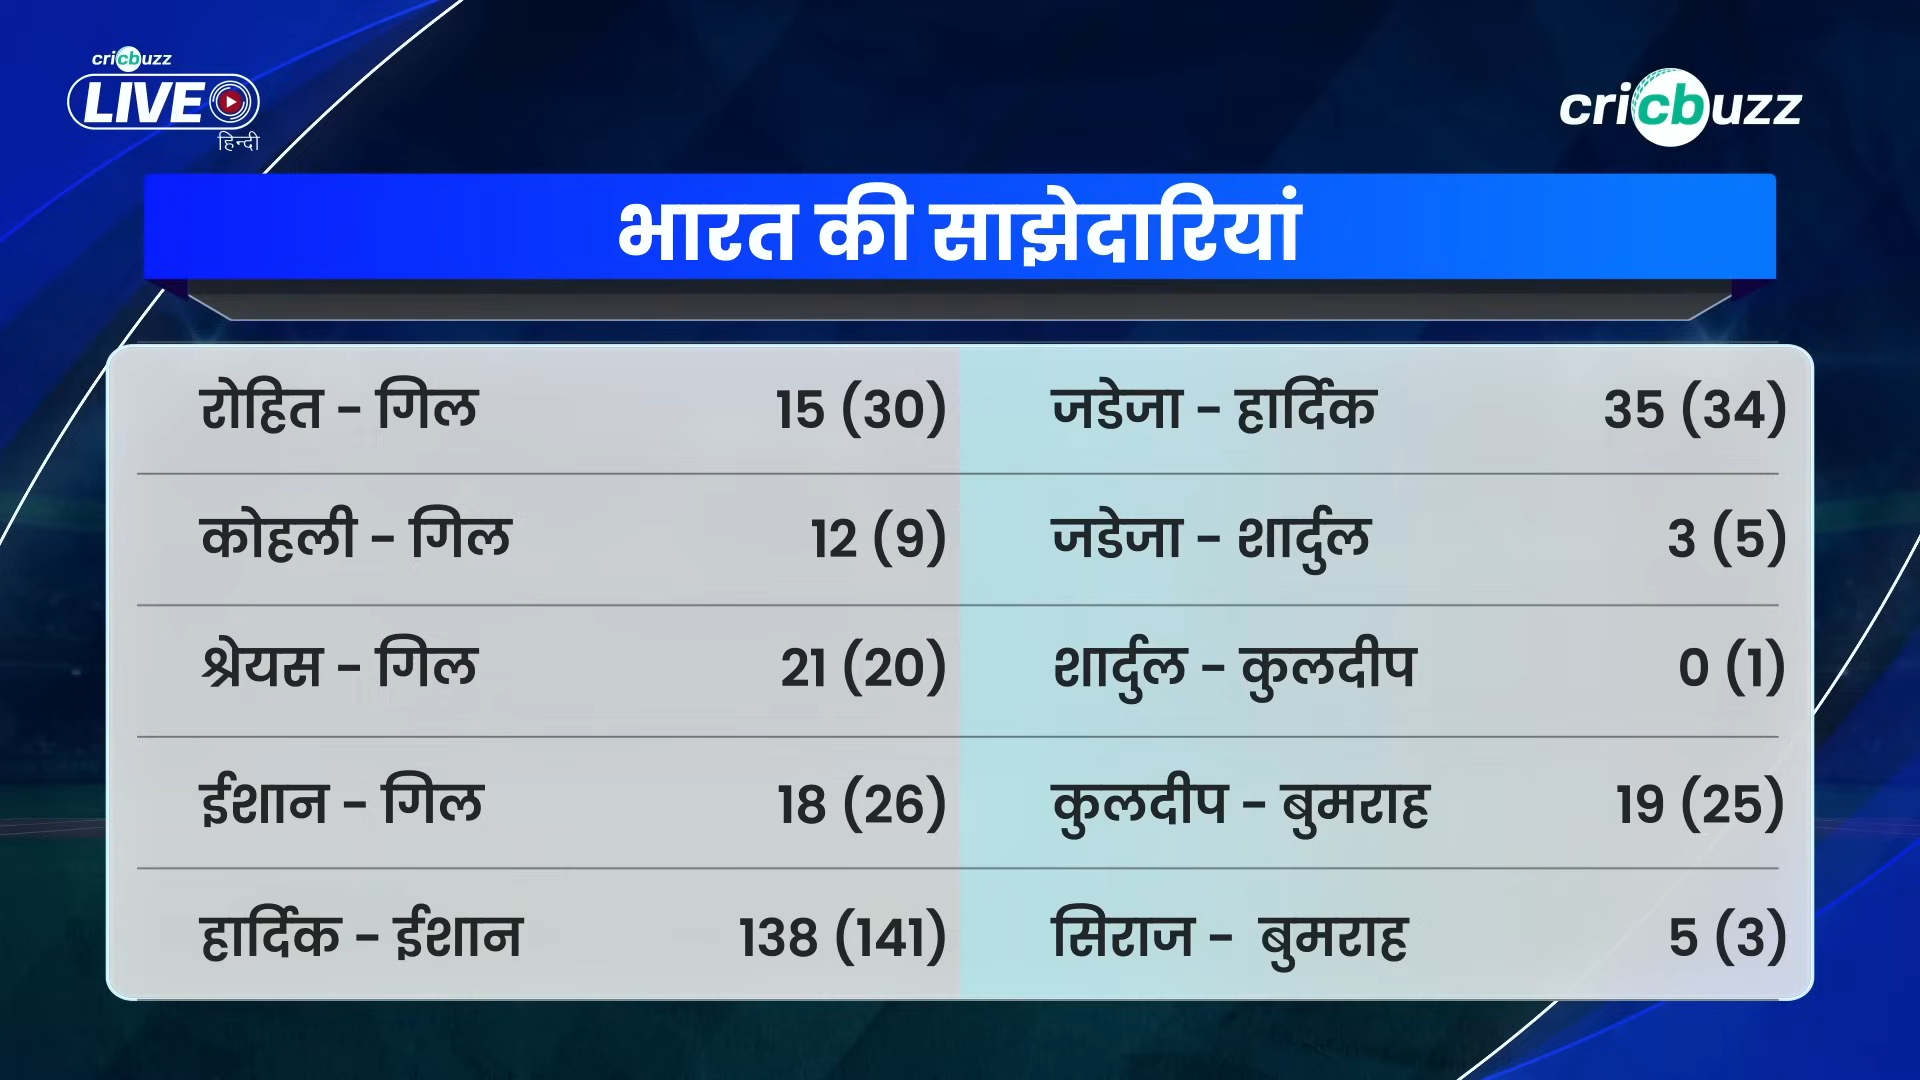 cricbuzz
LIVE
हिन्दी
cricbuzz
भारत की साझेदारियां
रोहित - गिल 15 (30)
कोहली - गिल 12 (9)
श्रेयस - गिल 21 (20)
ईशान - गिल 18 (26)
हार्दिक - ईशान 138 (141)
जडेजा - हार्दिक 35 (34)
जडेजा - शार्दुल 3 (5)
शार्दुल - कुलदीप 0 (1)
कुलदीप - बुमराह 19 (25)
सिराज - बुमराह 5 (3)